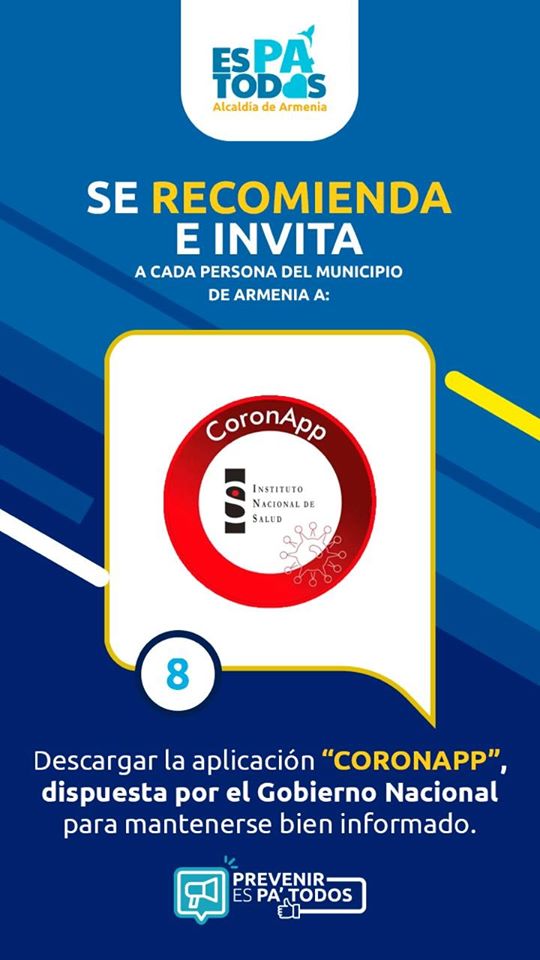 ES PA'
TODOS
Alcaldía de Armenia
SE RECOMIENDA
E INVITA
A CADA PERSONA DEL MUNICIPIO
DE ARMENIA A:
CoronApp
INSTITUTO
NACIONAL DE
SALUD
8
Descargar la aplicación “CORONAPP”,
dispuesta por el Gobierno Nacional
para mantenerse bien informado.
PREVENIR
ES PA' TODOS